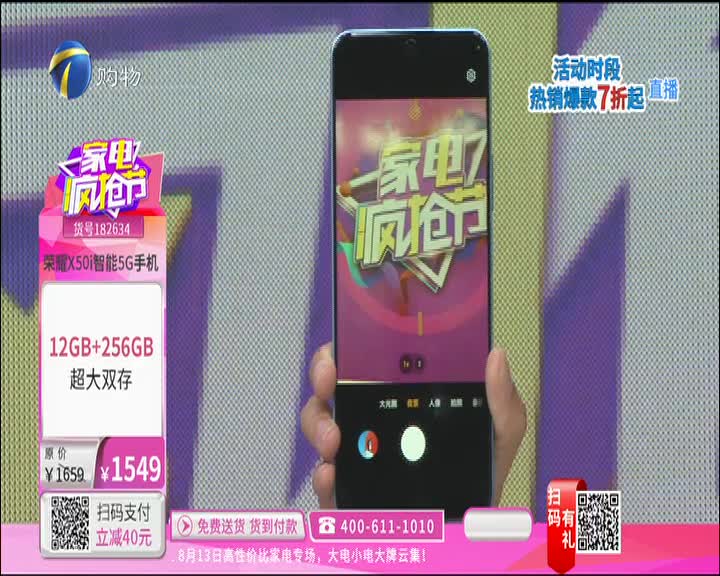 购物
活动时段
热销爆款7折起
直播
家电
疯抢节
货号182634
荣耀X50i智能5G手机
12GB+256GB
超大双存
原价
¥1659
¥1549
扫码支付
立减40元
家电
疯抢节
大光圈 夜景 人像 拍照
免费送货 货到付款
400-611-1010
扫码有礼
8月13日高性价比家电专场，大电小电大牌云集!